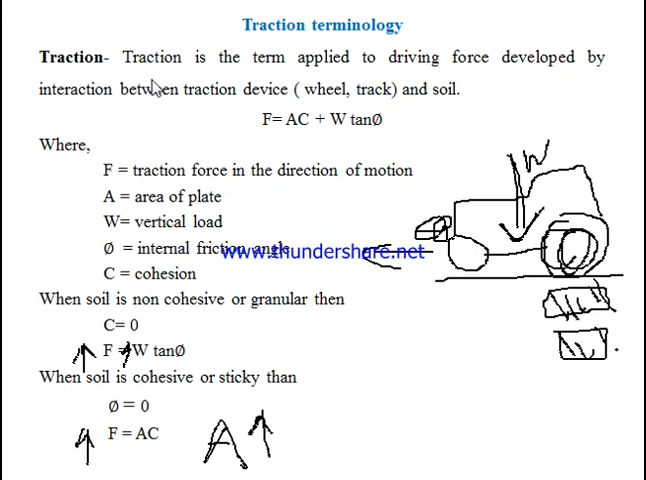 Traction terminology
Traction- Traction is the term applied to driving force developed by
interaction between traction device ( wheel, track) and soil.
F= AC + W tanØ
Where,
F = traction force in the direction of motion
A = area of plate
W= vertical load
Ø = internal friction angle
C = cohesion
When soil is non cohesive or granular then
C= 0
F = W tanØ
When soil is cohesive or sticky than
Ø = 0
F = AC
A
W
www.thundershare.net